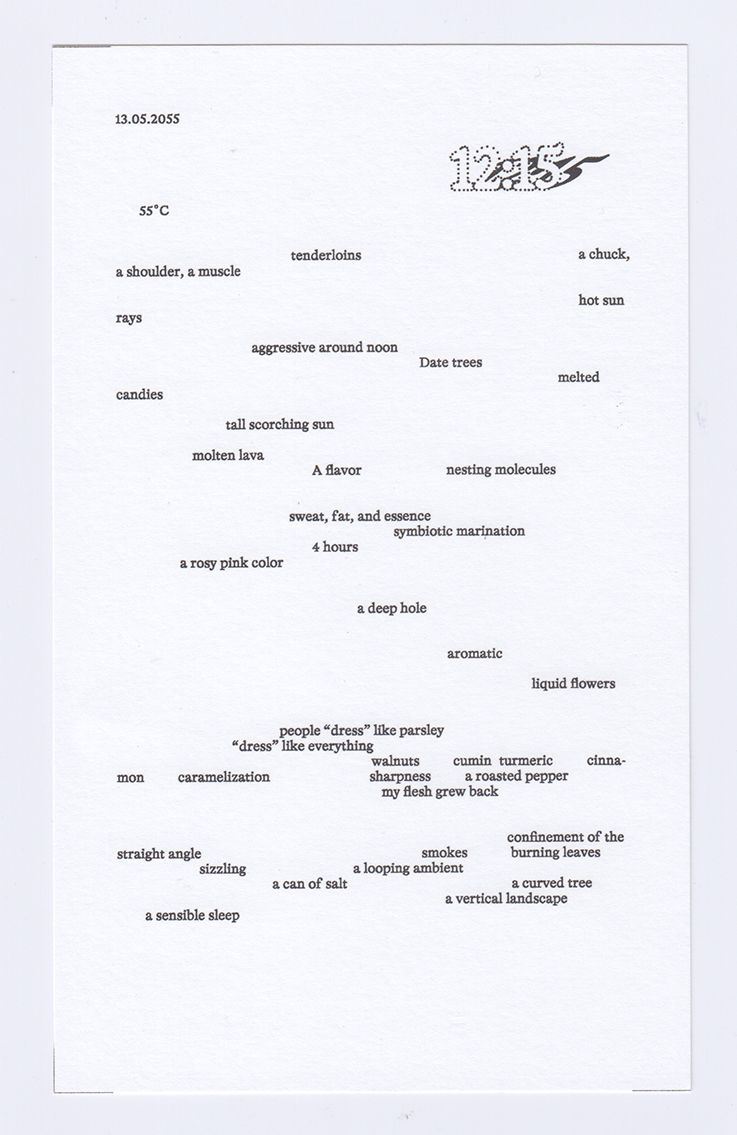 13.05.2055
12:15
55°C
tenderloins a chuck,
a shoulder, a muscle
hot sun
rays
aggressive around noon
Date trees
melted
candies
tall scorching sun
molten lava
A flavor nesting molecules
sweat, fat, and essence
symbiotic marination
4 hours
a rosy pink color
a deep hole
aromatic
liquid flowers
people “dress” like parsley
“dress” like everything
walnuts cumin turmeric cinna-
mon caramelization sharpness a roasted pepper
my flesh grew back
confinement of the
straight angle smokes burning leaves
sizzling a looping ambient
a can of salt a curved tree
a vertical landscape
a sensible sleep